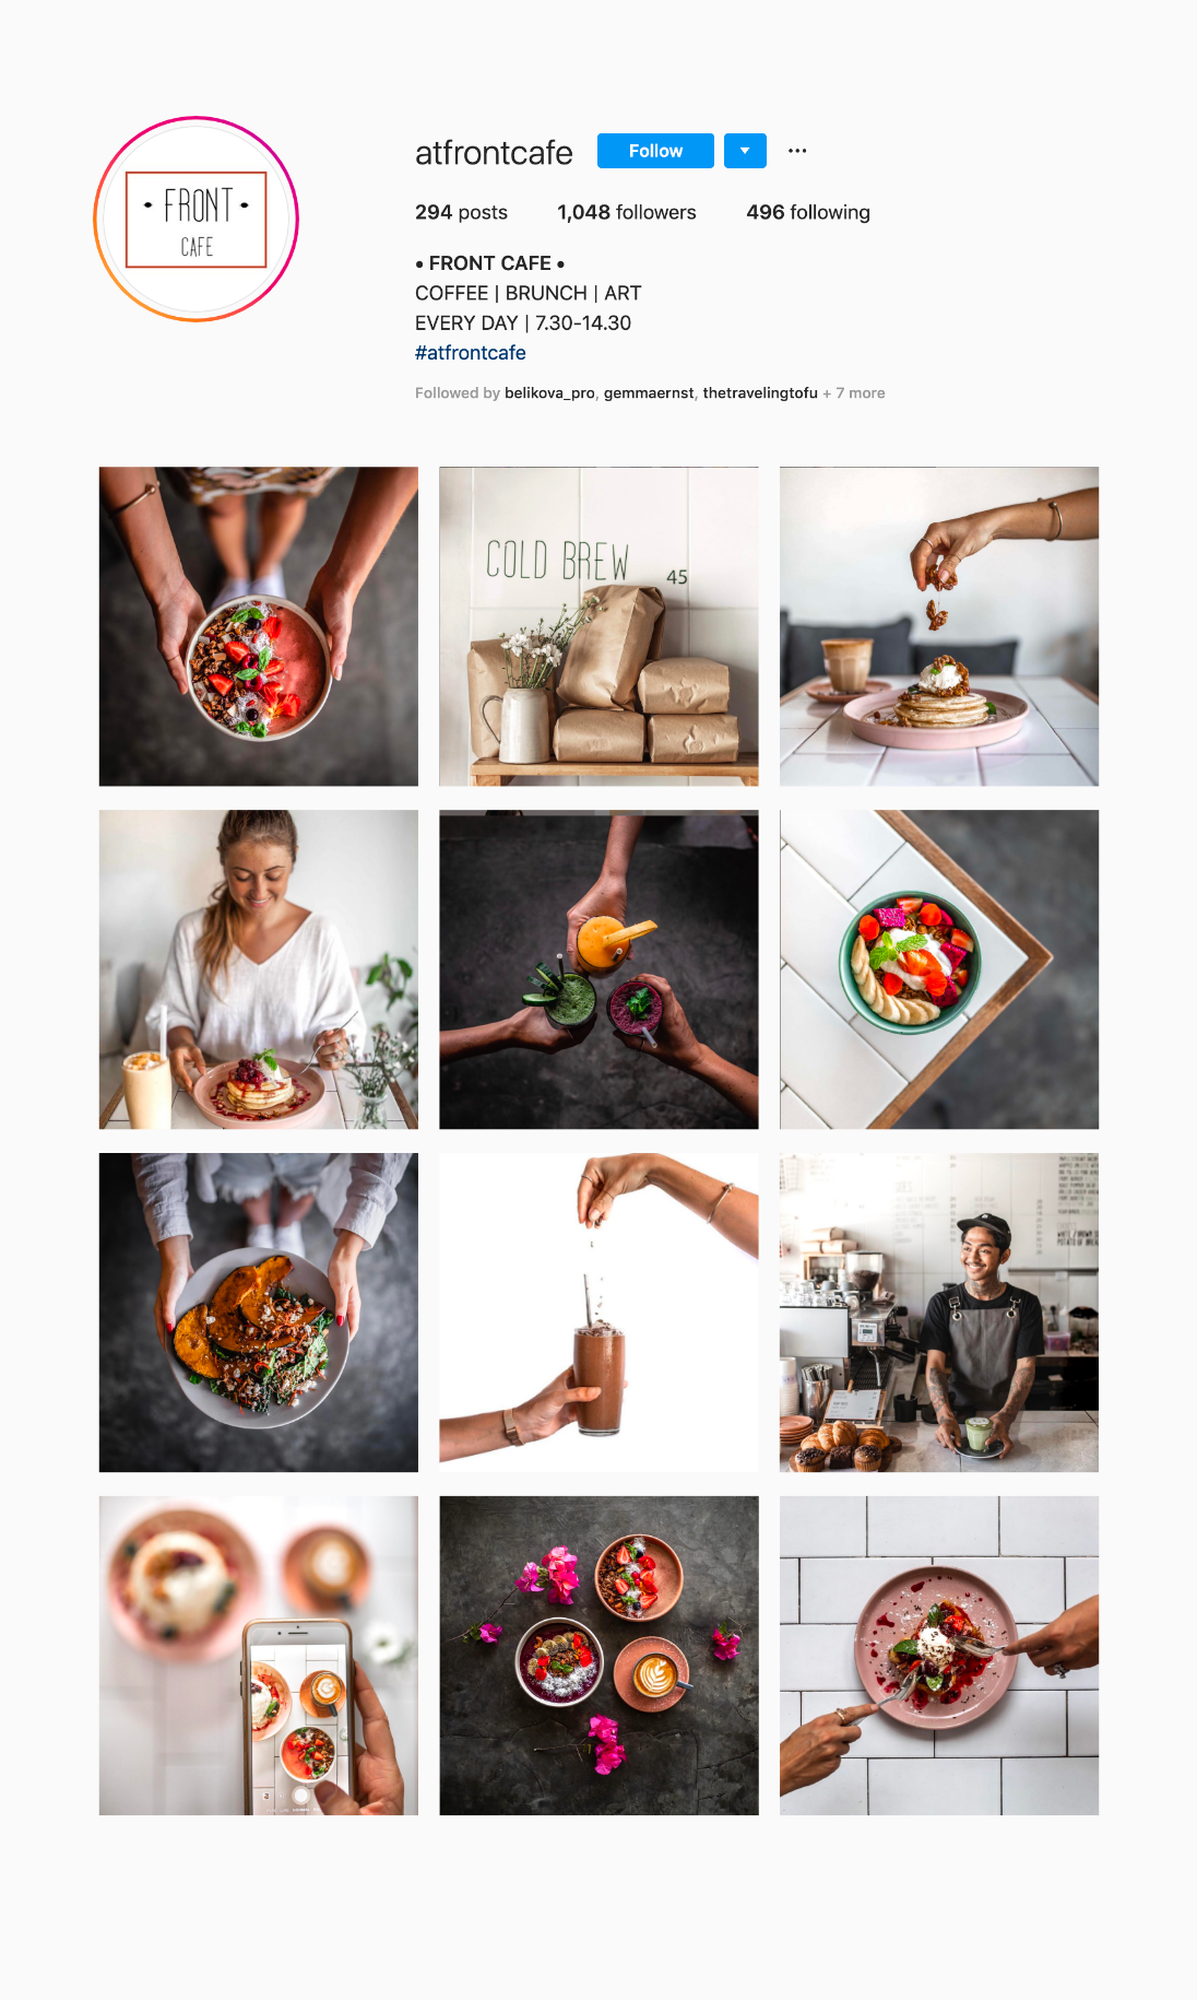 • FRONT •
CAFE
atfrontcafe Follow ...
294 posts 1,048 followers 496 following
• FRONT CAFE •
COFFEE | BRUNCH | ART
EVERY DAY | 7.30-14.30
#atfrontcafe
Followed by belikova_pro, gemmaernst, thetravelingtofu + 7 more
COLD BREW 45